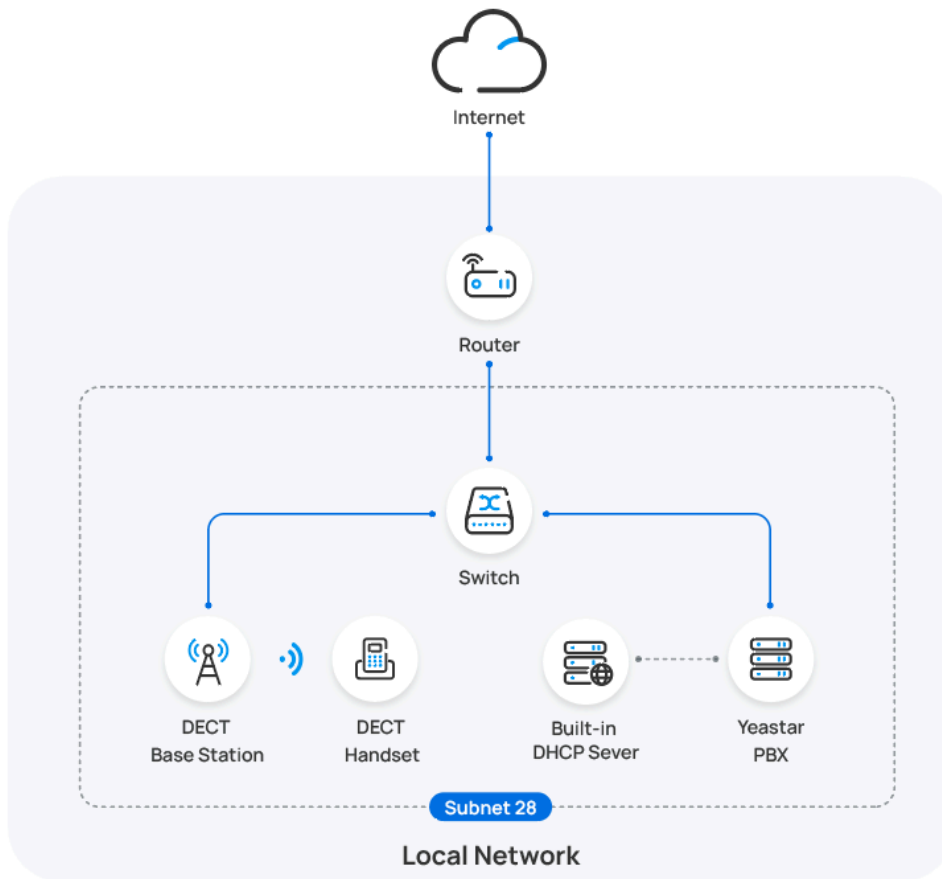 Internet
Router
Switch
DECT
Base Station
DECT
Handset
Built-in
DHCP Sever
Yeastar
PBX
Subnet 28
Local Network